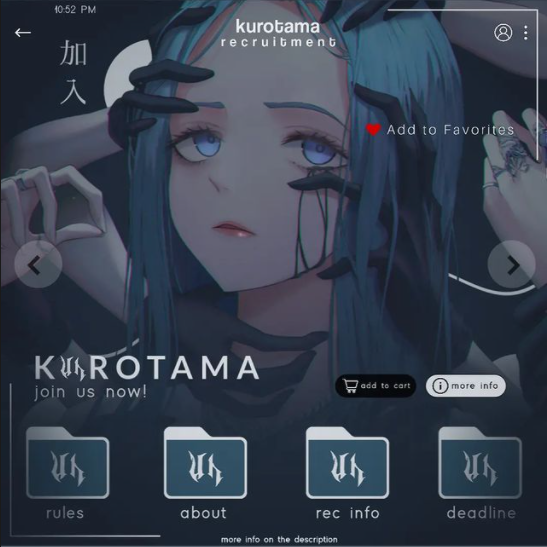 10:52 PM
kurotama
recruitment
加
入
Add to Favorites
KUROTAMA
join us now!
add to cart
more info
rules
about
rec info
deadline
more info on the description